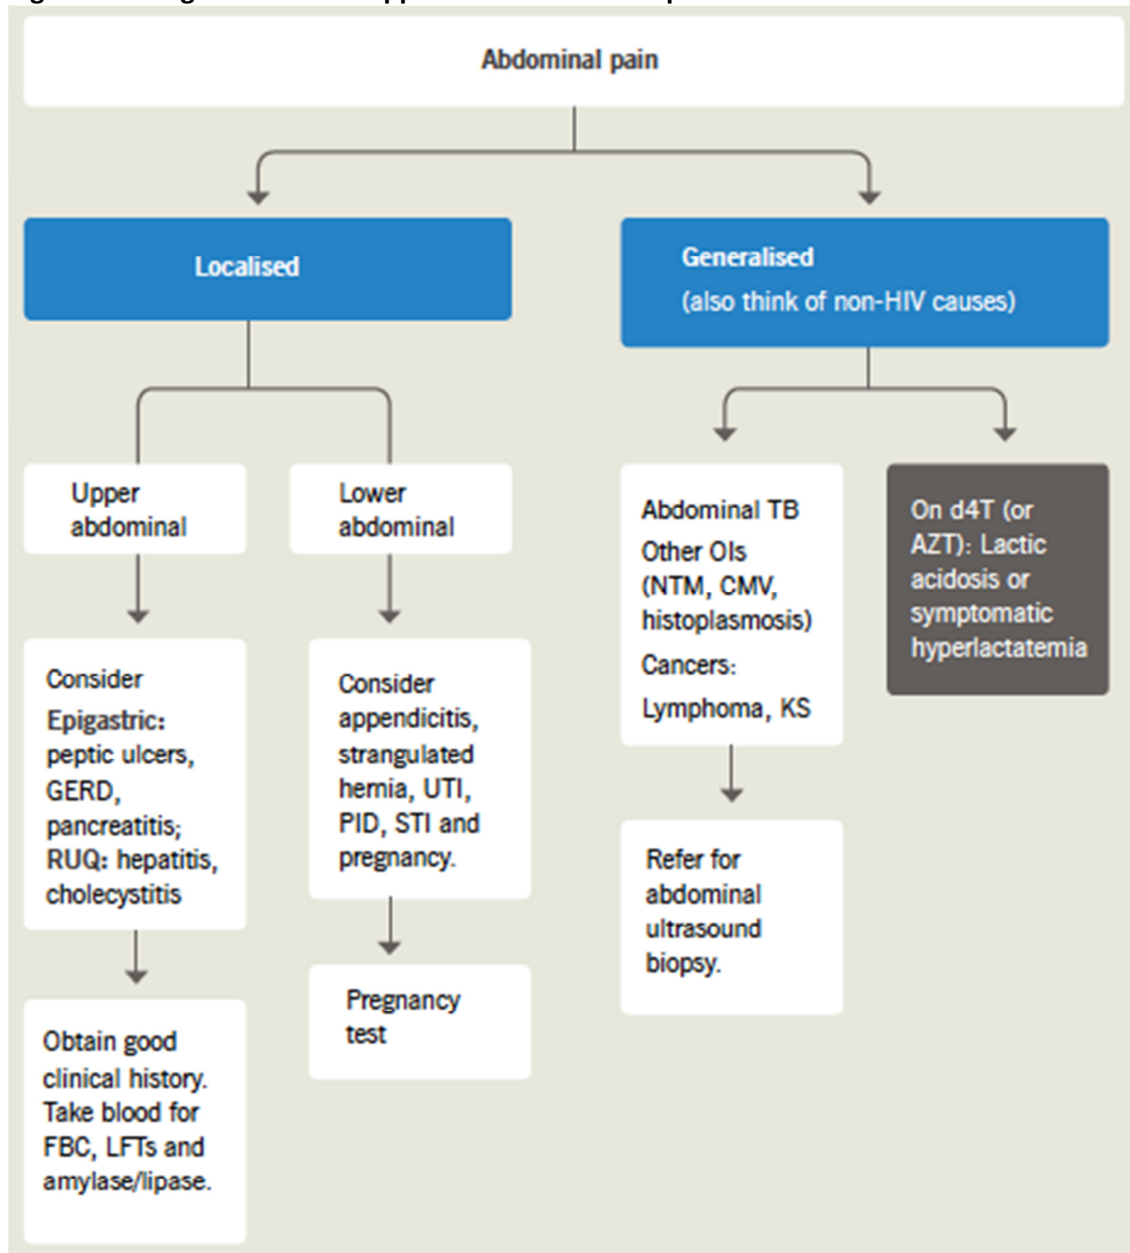 Abdominal pain
Localised
Generalised
(also think of non-HIV causes)
Upper
abdominal
Lower
abdominal
Abdominal TB
Other OIs
(NTM, CMV,
histoplasmosis)
Cancers:
Lymphoma, KS
On d4T (or
AZT): Lactic
acidosis or
symptomatic
hyperlactatemia
Consider
Epigastric:
peptic ulcers,
GERD,
pancreatitis;
RUQ: hepatitis,
cholecystitis
Consider
appendicitis,
strangulated
hernia, UTI,
PID, STI and
pregnancy.
Refer for
abdominal
ultrasound
biopsy.
Obtain good
clinical history.
Take blood for
FBC, LFTs and
amylase/lipase.
Pregnancy
test